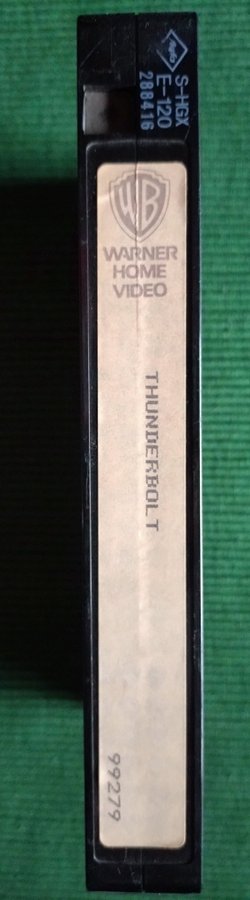 S-HGX
E-120
288416
WB
WARNER
HOME
VIDEO
THUNDERBOLT
99279